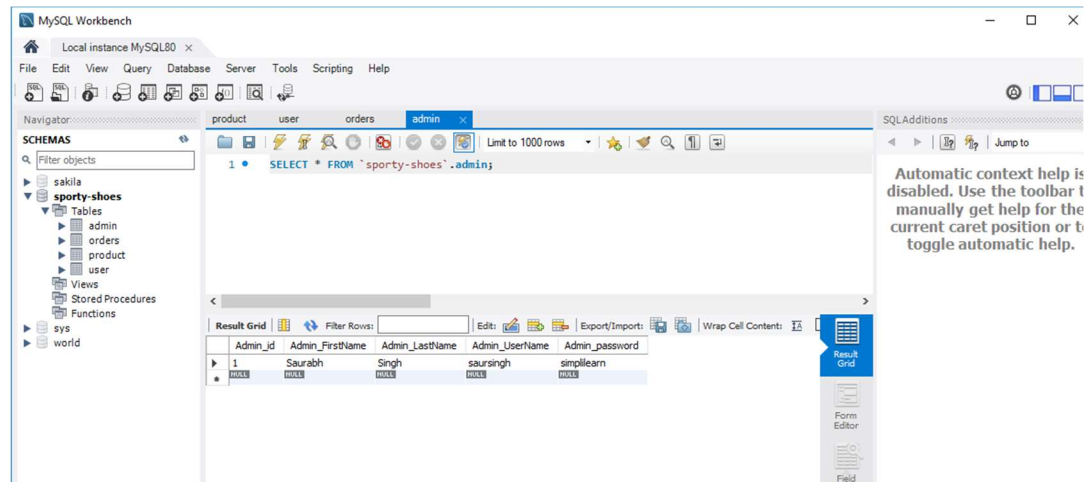 MySQL Workbench
Local instance MySQL80 ×
File Edit View Query Database Server Tools Scripting Help
Navigator
SCHEMAS
Filter objects
sakila
sporty-shoes
Tables
admin
orders
product
user
Views
Stored Procedures
Functions
sys
world
product user orders admin ×
Limit to 1000 rows
1 SELECT * FROM `sporty-shoes`.admin;
Result Grid Filter Rows: Edit: Export/Import: Wrap Cell Content:
Admin_id Admin_FirstName Admin_LastName Admin_UserName Admin_password
1 Saurabh Singh saursingh simplilearn
NULL NULL NULL NULL NULL
Result
Grid
Form
Editor
Field
SQLAdditions
Jump to
Automatic context help is
disabled. Use the toolbar t
manually get help for the
current caret position or to
toggle automatic help.